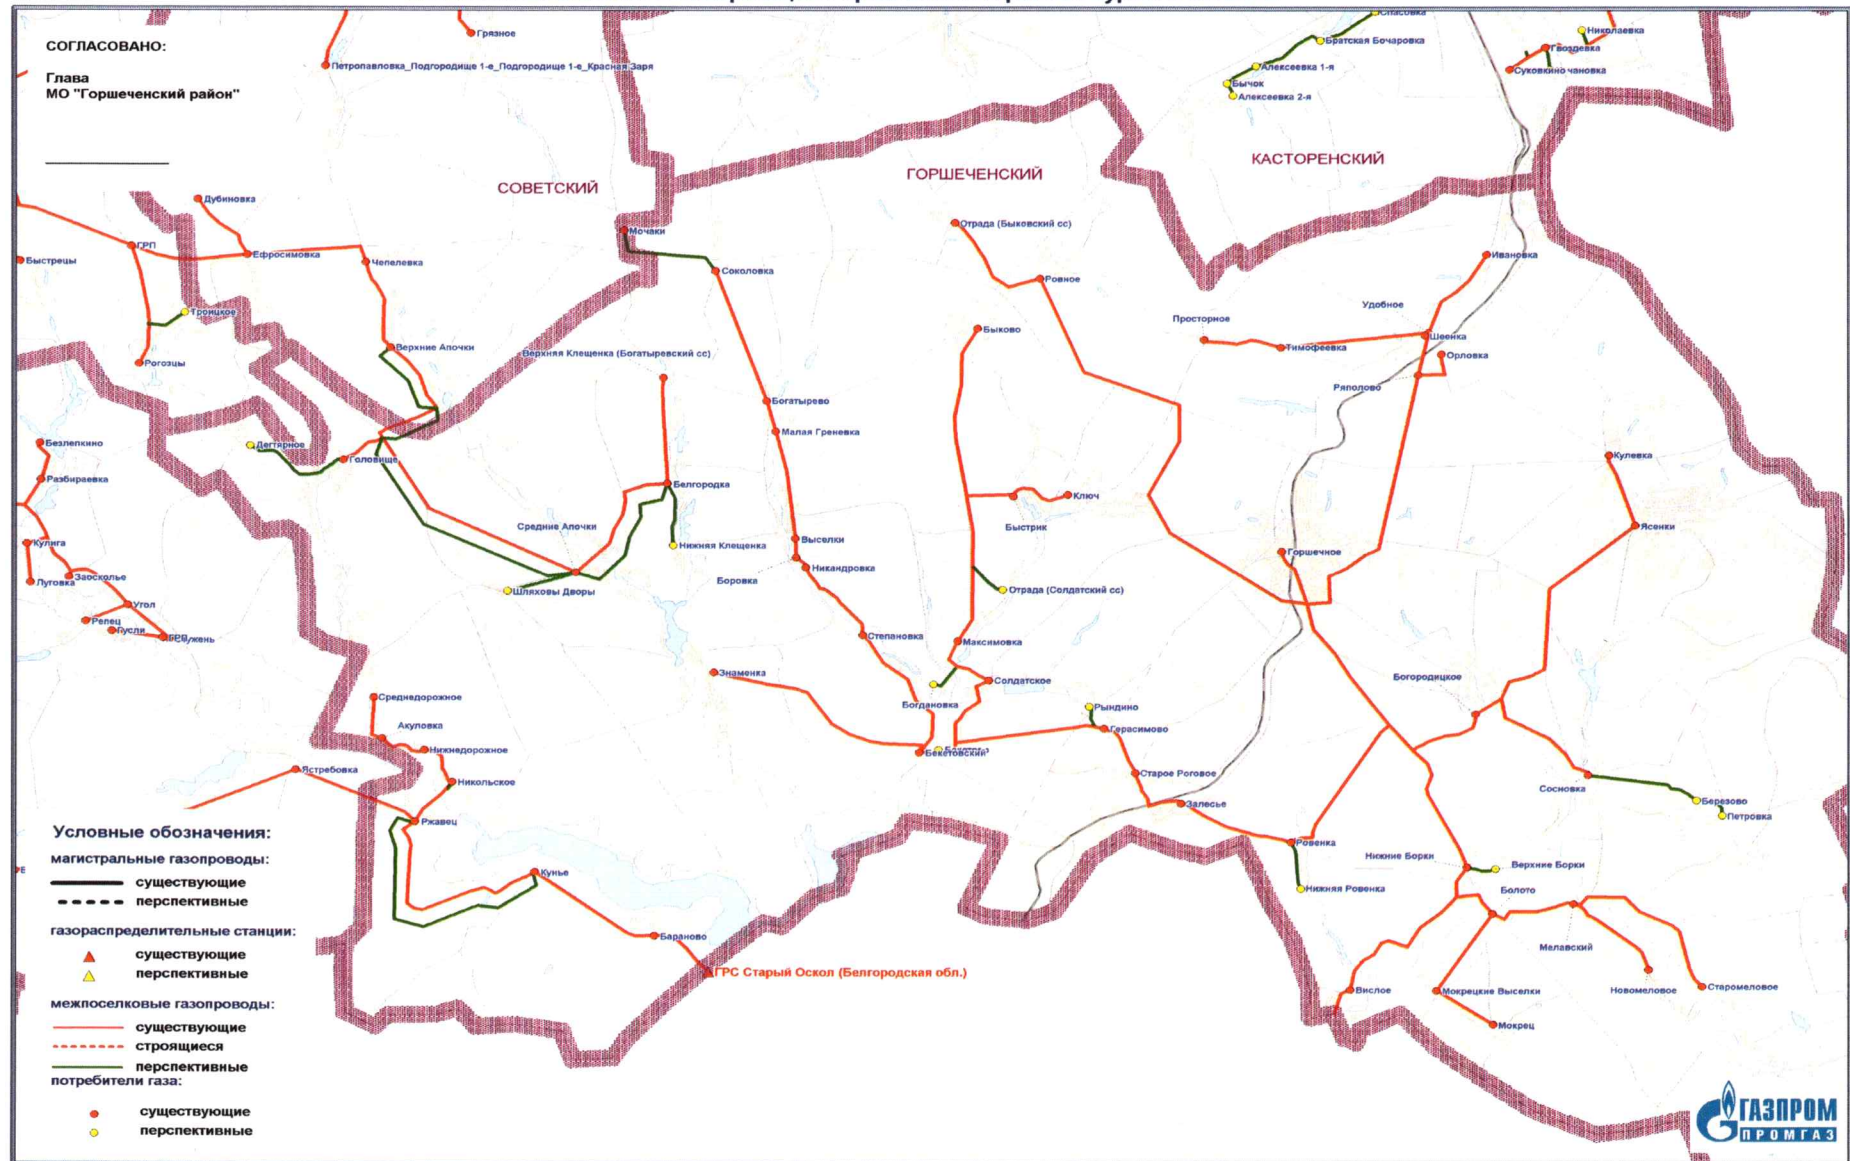 СОГЛАСОВАНО:
Глава
МО "Горшеченский район"
Грязное
Петропавловка_Подгородище 1-е_Подгородище 1-е_Красная Заря
Спасовка
Братская Бочаровка
Алексеевка 1-я
Бычок
Алексеевка 2-я
Николаевка
Гвоздевка
Суковкино чановка
СОВЕТСКИЙ
ГОРШЕЧЕНСКИЙ
КАСТОРЕНСКИЙ
Дубиновка
ГРП
Ефросимовка
Быстрецы
Чепелевка
Мочаки
Соколовка
Отрада (Быковский сс)
Ровное
Ивановка
Удобное
Троицкое
Просторное
Быково
Шеенка
Тимофеевка
Орловка
Верхние Апочки
Верхняя Клещенка (Богатыревский сс)
Рогозцы
Ряполово
Богатырево
Малая Греневка
Безлепкино
Дегтярное
Головище
Кулевка
Разбираевка
Белгородка
Ключ
Быстрик
Средние Апочки
Ясенки
Кулига
Выселки
Нижняя Клещенка
Горшечное
Никандровка
Боровка
Луговка
Заосколье
Шляховы Дворы
Отрада (Солдатский сс)
Угол
Репец
Гусли
ГРП
Степановка
Максимовка
Знаменка
Солдатское
Богородицкое
Среднедорожное
Богдановка
Рындино
Акуловка
Герасимово
Нижнедорожное
Бекетовский
Ястребовка
Никольское
Старое Роговое
Сосновка
Залесье
Березово
Петровка
Ржавец
Ровенка
Нижние Борки
Верхние Борки
Кунье
Нижняя Ровенка
Болото
Бараново
Мелавский
ГРС Старый Оскол (Белгородская обл.)
Вислое
Мокрецкие Выселки
Новомеловое
Старомеловое
Мокрец
Условные обозначения:
магистральные газопроводы:
существующие
перспективные
газораспределительные станции:
существующие
перспективные
межпоселковые газопроводы:
существующие
строящиеся
перспективные
потребители газа:
существующие
перспективные
ГАЗПРОМ
ПРОМГАЗ